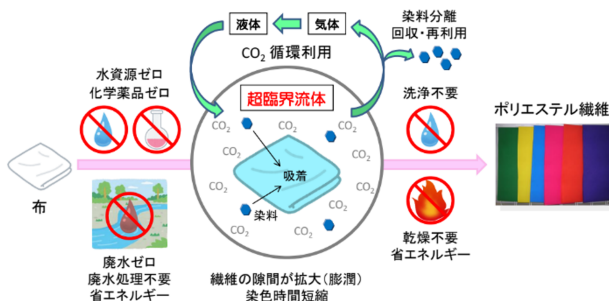 液体
気体
染料分離
回収・再利用
CO2 循環利用
水資源ゼロ
化学薬品ゼロ
超臨界流体
洗浄不要
ポリエステル繊維
CO2
CO2
CO2
CO2
CO2
CO2
吸着
CO2
CO2
染料
CO2
CO2
CO2
布
廃水ゼロ
廃水処理不要
省エネルギー
乾燥不要
省エネルギー
繊維の隙間が拡大(膨潤)
染色時間短縮